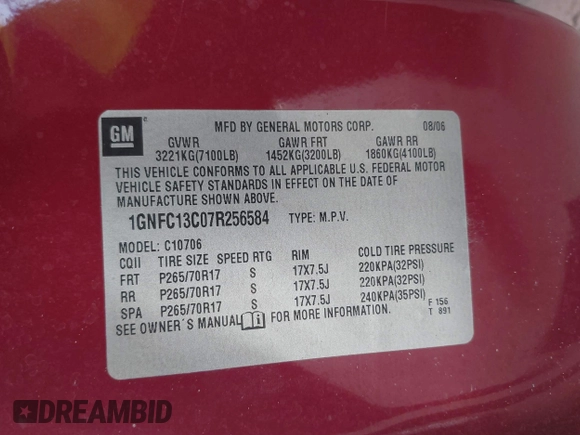 GM
MFD BY GENERAL MOTORS CORP. 08/06
GVWR GAWR FRT GAWR RR
3221KG(7100LB) 1452KG(3200LB) 1860KG(4100LB)
THIS VEHICLE CONFORMS TO ALL APPLICABLE U.S. FEDERAL MOTOR
VEHICLE SAFETY STANDARDS IN EFFECT ON THE DATE OF
MANUFACTURE SHOWN ABOVE.
1GNFC13C07R256584 TYPE: M.P.V.
MODEL: C10706
CQII TIRE SIZE SPEED RTG RIM COLD TIRE PRESSURE
FRT P265/70R17 S 17X7.5J 220KPA(32PSI)
RR P265/70R17 S 17X7.5J 220KPA(32PSI)
SPA P265/70R17 S 17X7.5J 240KPA(35PSI)
SEE OWNER'S MANUAL FOR MORE INFORMATION.
F 156
T 891
DREAMBID